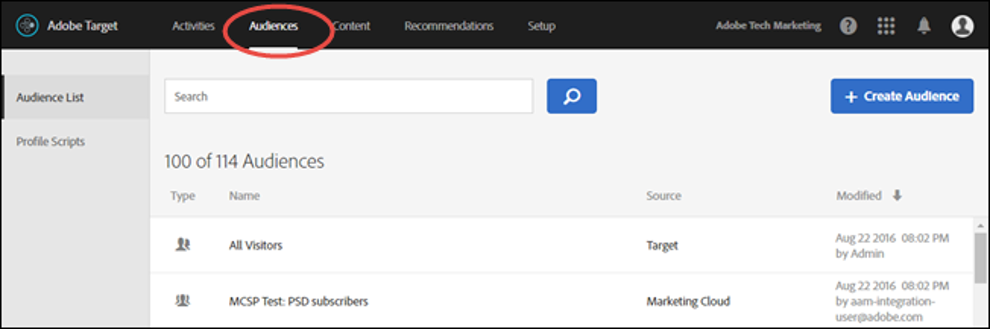 Adobe Target Activities Audiences Content Recommendations Setup Adobe Tech Marketing ?
Audience List
Profile Scripts
Search
+ Create Audience
100 of 114 Audiences
Type Name Source Modified
All Visitors Target Aug 22 2016 08:02 PM
by Admin
MCSP Test: PSD subscribers Marketing Cloud Aug 22 2016 08:02 PM
by aam-integration-
user@adobe.com